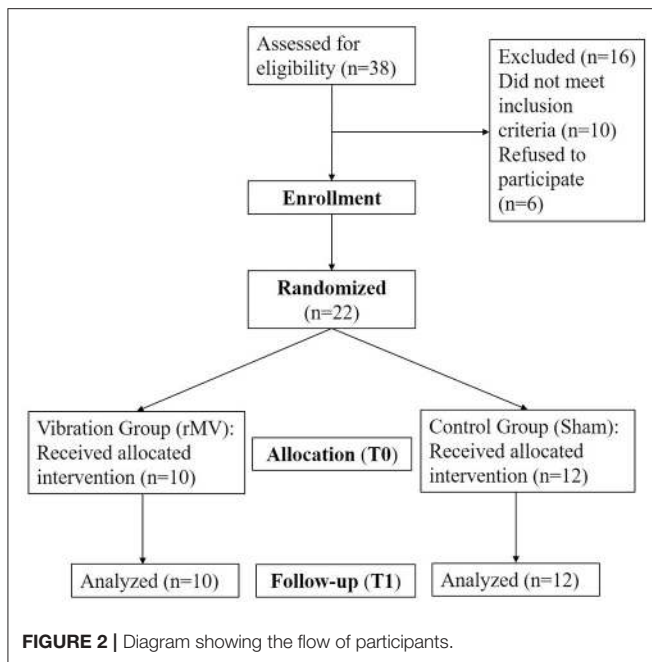 Assessed for
eligibility (n=38)
Excluded (n=16)
Did not meet
inclusion
criteria (n=10)
Refused to
participate
(n=6)
Enrollment
Randomized
(n=22)
Vibration Group (rMV):
Received allocated
intervention (n=10)
Allocation (T0)
Control Group (Sham):
Received allocated
intervention (n=12)
Analyzed (n=10)
Follow-up (T1)
Analyzed (n=12)
FIGURE 2 | Diagram showing the flow of participants.